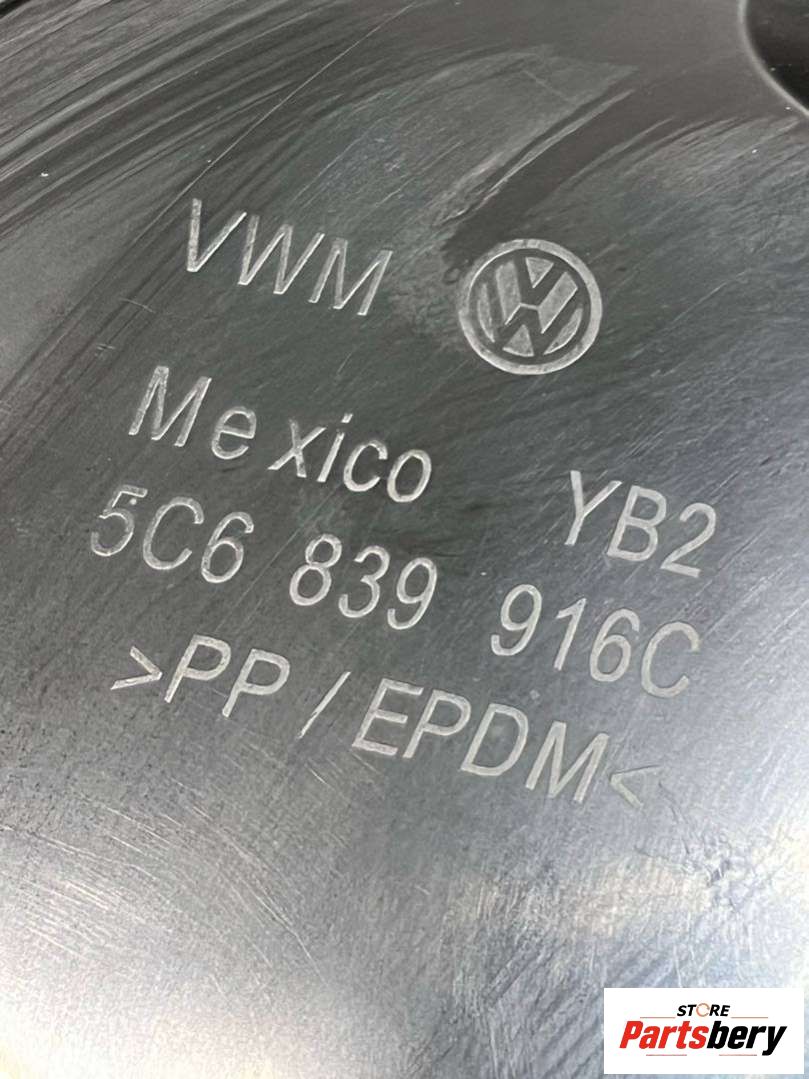 VWM
Mexico YB2
5C6 839 916C
>PP/EPDM<
STORE
Partsbery